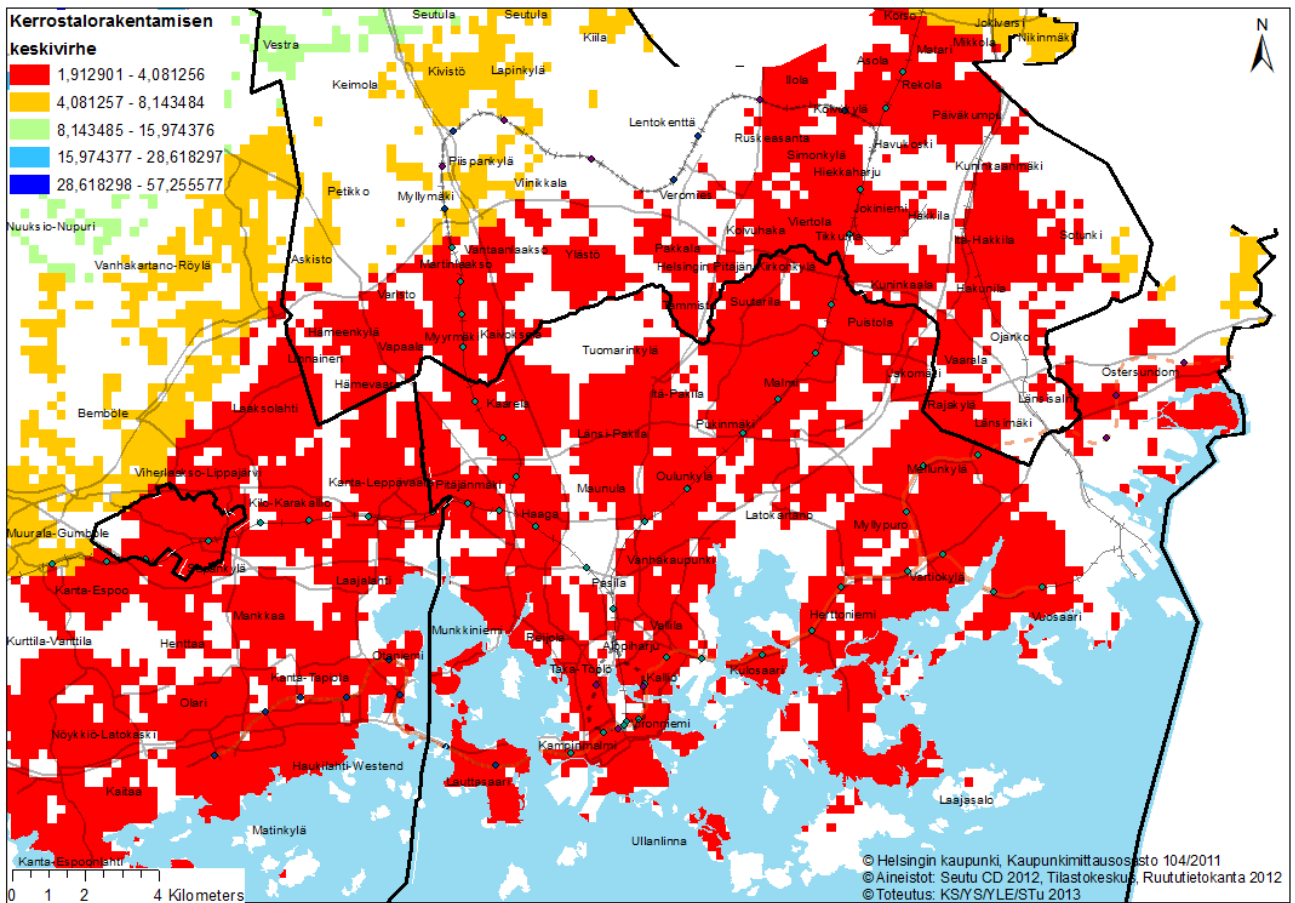 Kerrostalorakentamisen
keskivirhe
1,912901 - 4,081256
4,081257 - 8,143484
8,143485 - 15,974376
15,974377 - 28,618297
28,618298 - 57,255577
N
Seutula
Seutula
Korso
Jokivarsi
Vestra
Kiila
Mikkola
Nikinmäki
Matari
Kivistö
Lapinkylä
Asola
Keimola
Ilola
Rekola
Koivukylä
Päiväkumpu
Lentokenttä
Ruskeasanta
Havukoski
Piispankylä
Simonkylä
Kuninkaanmäki
Hiekkaharju
Petikko
Viinikkala
Myllymäki
Veromies
Jokiniemi
Hakkila
Nuuksio-Nupuri
Viertola
Koivuhaka
Tikkurila
Itä-Hakkila
Sotunki
Vantaanlaakso
Pakkala
Ylästö
Askisto
Vanhakartano-Röylä
Martinlaakso
Helsingin Pitäjän Kirkonkylä
Kuninkaala
Hakunila
Varisto
Tammisto
Suutarila
Puistola
Hämeenkylä
Myyrmäki
Kaivoksela
Ojanko
Vapaala
Tuomarinkylä
Linnainen
Vaarala
Östersundom
Jakomäki
Hämevaara
Malmi
Itä-Pakila
Länsisalmi
Kaarela
Rajakylä
Laaksolahti
Bemböle
Länsimäki
Pukinmäki
Länsi-Pakila
Mellunkylä
Viherlaakso-Lippajärvi
Oulunkylä
Kanta-Leppävaara
Pitäjänmäki
Maunula
Kilo-Karakallio
Haaga
Latokartano
Myllypuro
Muurala-Gumböle
Vanhakaupunki
Sepänkylä
Laajalahti
Pasila
Vartiokylä
Kanta-Espoo
Mankkaa
Herttoniemi
Vuosaari
Kurttila-Vanttila
Henttaa
Munkkiniemi
Reijola
Vallila
Alppiharju
Otaniemi
Taka-Töölö
Kulosaari
Kallio
Kanta-Tapiola
Olari
Vironniemi
Nöykkiö-Latokaski
Kampinmalmi
Haukilahti-Westend
Lauttasaari
Kaitaa
Laajasalo
Matinkylä
Ullanlinna
Kanta-Espoonlahti
0 1 2 4 Kilometers
© Helsingin kaupunki, Kaupunkimittausosasto 104/2011
© Aineistot: Seutu CD 2012, Tilastokeskus, Ruututietokanta 2012
© Toteutus: KS/YS/YLE/STu 2013